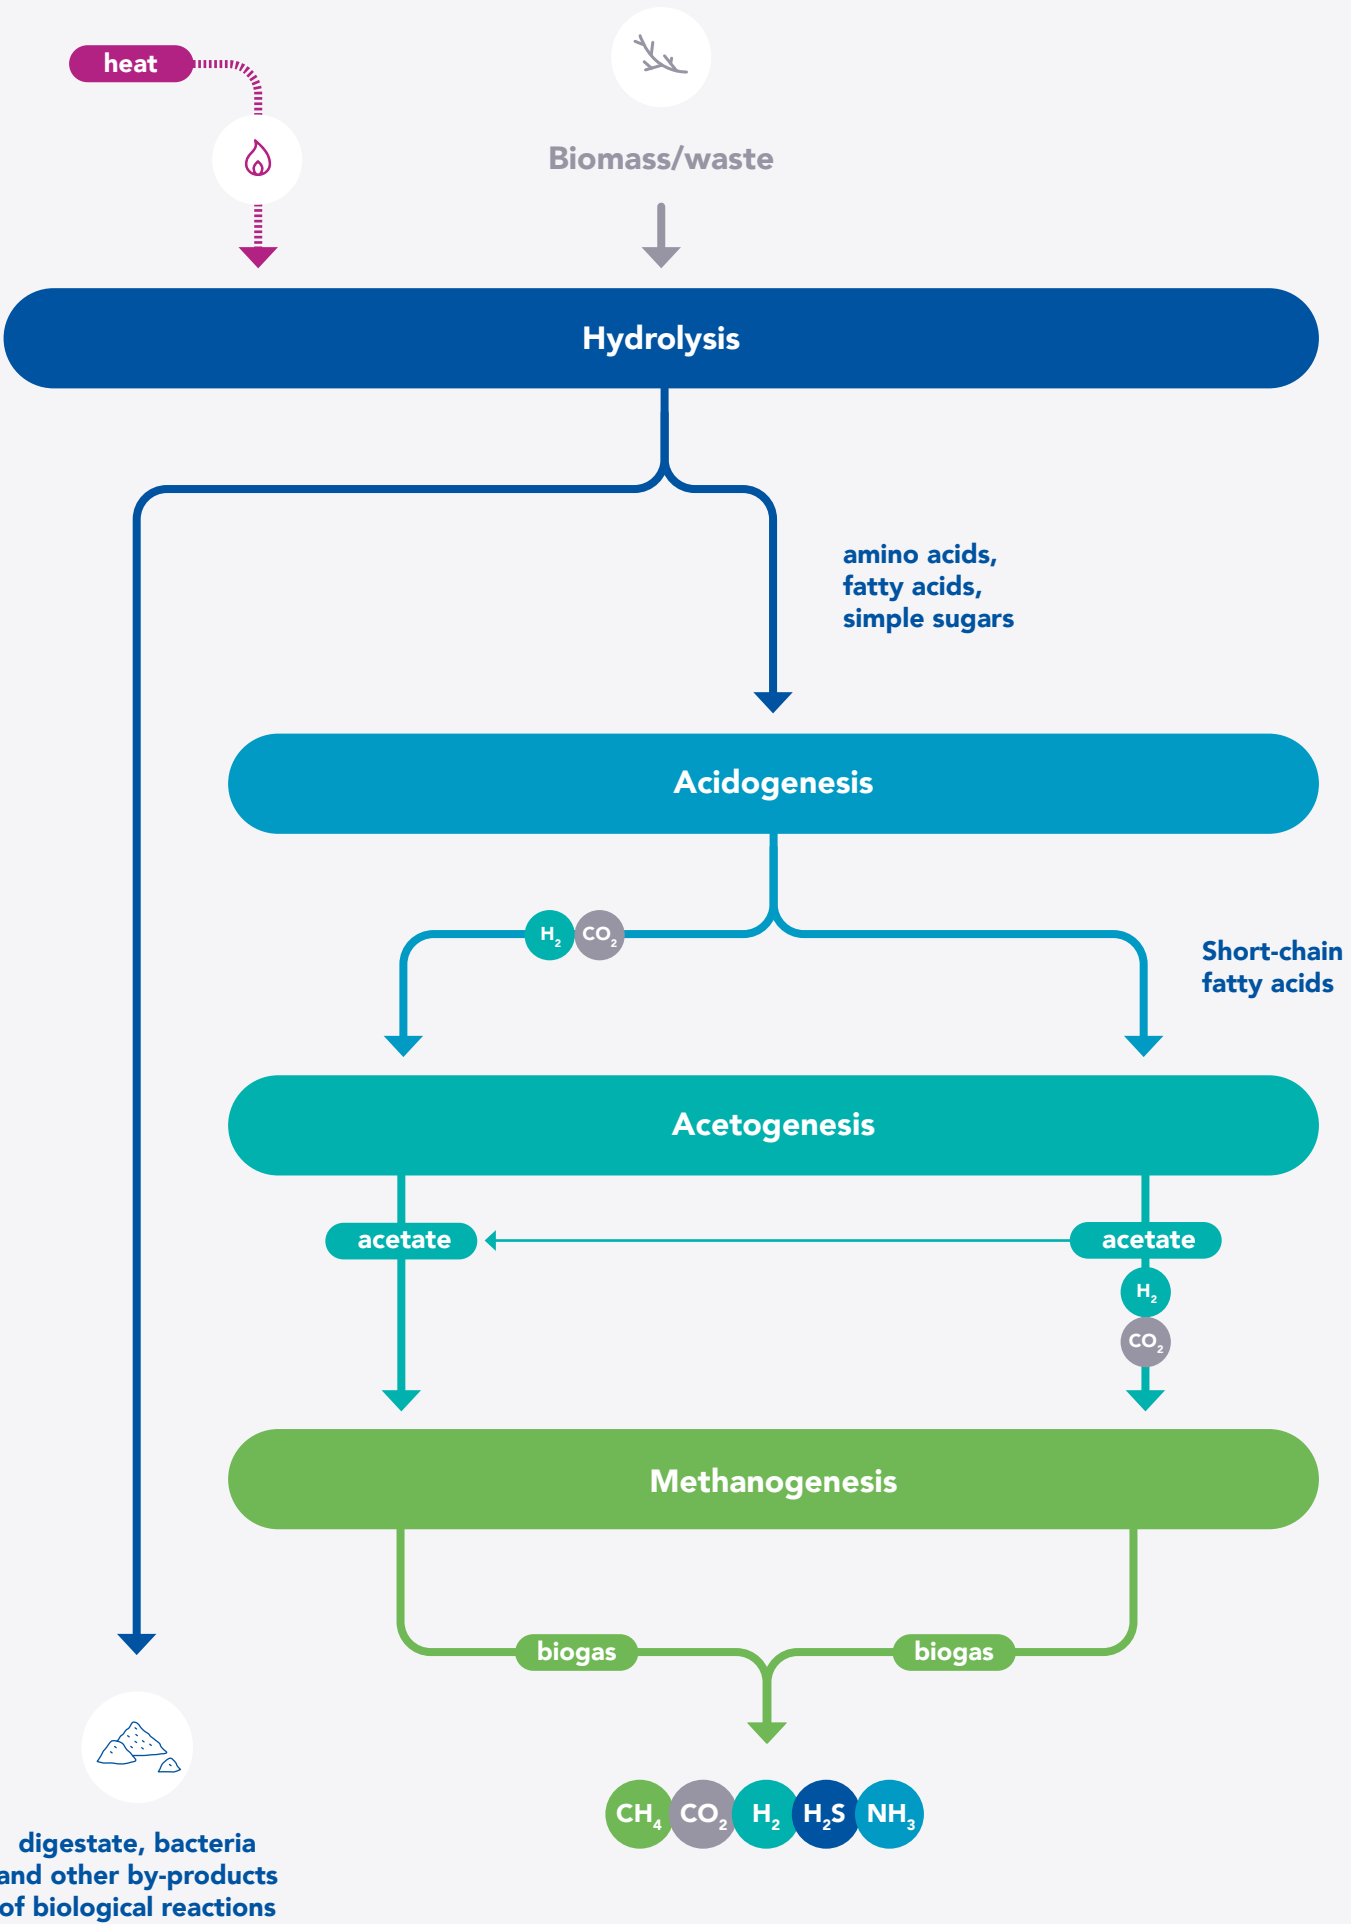 heat
Biomass/waste
Hydrolysis
amino acids,
fatty acids,
simple sugars
Acidogenesis
H₂ CO₂
Short-chain
fatty acids
Acetogenesis
acetate
acetate
H₂
CO₂
Methanogenesis
biogas
biogas
CH₄ CO₂ H₂ H₂S NH₃
digestate, bacteria
and other by-products
of biological reactions